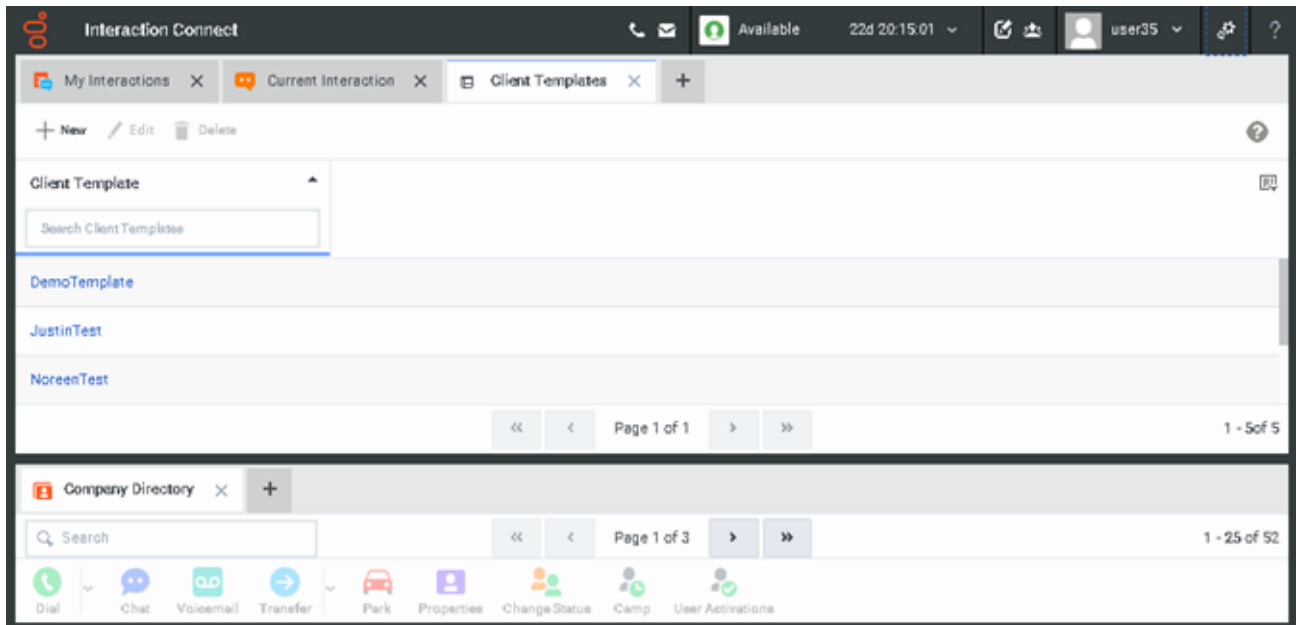 Interaction Connect
Available
22d 20:15:01
user35
?
My Interactions
Current Interaction
Client Templates
New
Edit
Delete
?
Client Template
Search Client Templates
DemoTemplate
JustinTest
NoreenTest
<< < Page 1 of 1 > >>
1 - 5of 5
Company Directory
Search
<< < Page 1 of 3 > >>
1 - 25 of 52
Dial
Chat
Voicemail
Transfer
Park
Properties
Change Status
Camp
User Activations